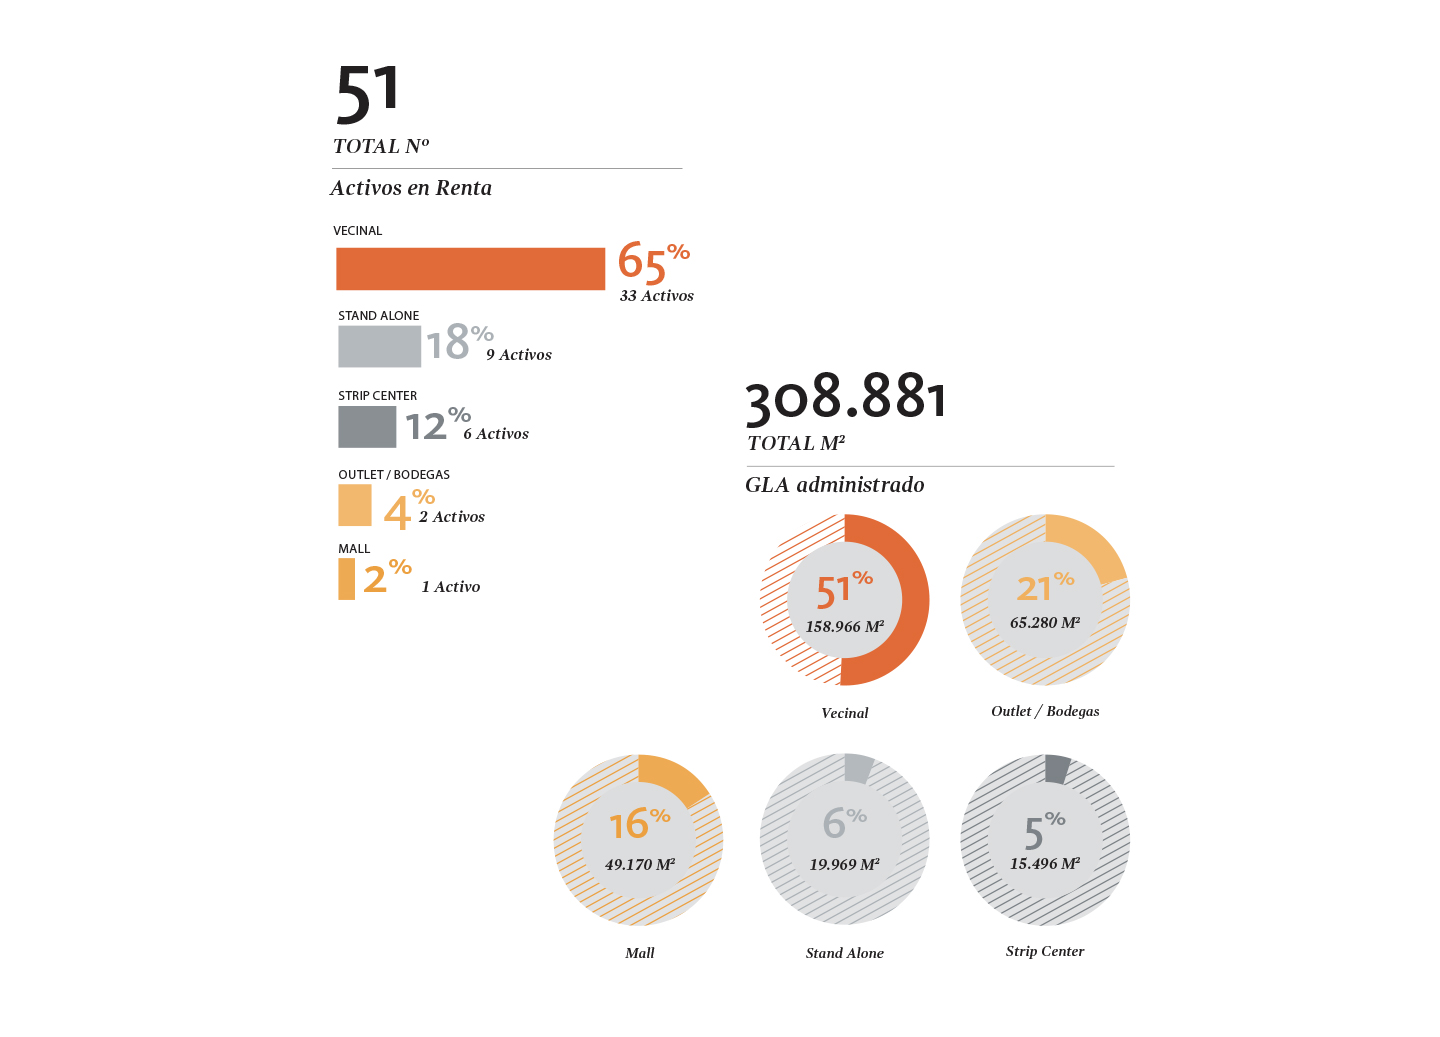 51
TOTAL Nº
Activos en Renta
VECINAL
65%
33 Activos
STAND ALONE
18%
9 Activos
STRIP CENTER
12%
6 Activos
OUTLET / BODEGAS
4%
2 Activos
MALL
2%
1 Activo
308.881
TOTAL M²
GLA administrado
51%
158.966 M²
Vecinal
21%
65.280 M²
Outlet / Bodegas
16%
49.170 M²
Mall
6%
19.969 M²
Stand Alone
5%
15.496 M²
Strip Center